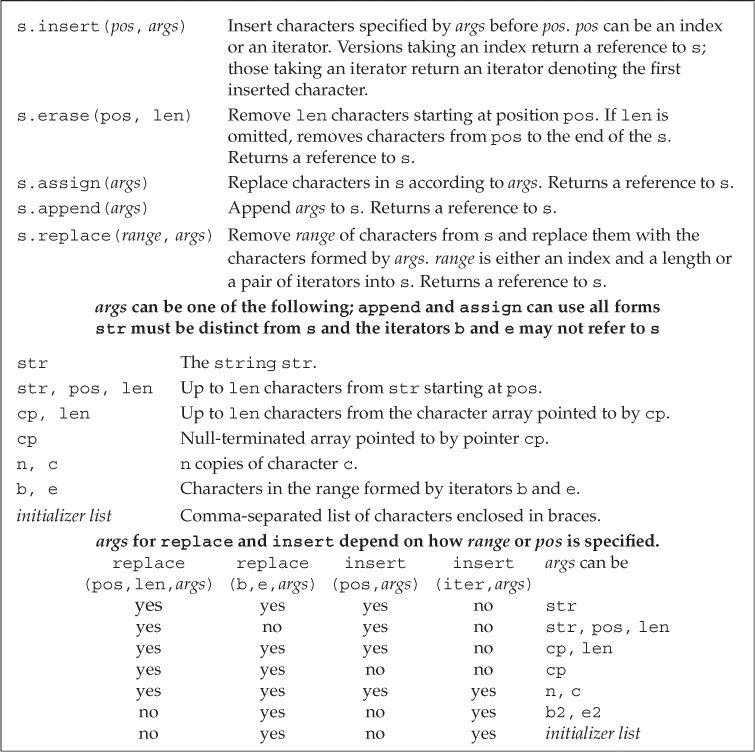 s.insert(pos, args) Insert characters specified by args before pos. pos can be an index
or an iterator. Versions taking an index return a reference to s;
those taking an iterator return an iterator denoting the first
inserted character.
s.erase(pos, len) Remove len characters starting at position pos. If len is
omitted, removes characters from pos to the end of the s.
Returns a reference to s.
s.assign(args) Replace characters in s according to args. Returns a reference to s.
s.append(args) Append args to s. Returns a reference to s.
s.replace(range, args) Remove range of characters from s and replace them with the
characters formed by args. range is either an index and a length or
a pair of iterators into s. Returns a reference to s.
args can be one of the following; append and assign can use all forms
str must be distinct from s and the iterators b and e may not refer to s
str The string str.
str, pos, len Up to len characters from str starting at pos.
cp, len Up to len characters from the character array pointed to by cp.
cp Null-terminated array pointed to by pointer cp.
n, c n copies of character c.
b, e Characters in the range formed by iterators b and e.
initializer list Comma-separated list of characters enclosed in braces.
args for replace and insert depend on how range or pos is specified.
replace replace insert insert args can be
(pos,len,args) (b,e,args) (pos,args) (iter,args)
yes yes yes no str
yes no yes no str, pos, len
yes yes yes no cp, len
yes yes no no cp
yes yes yes yes n, c
no yes no yes b2, e2
no yes no yes initializer list